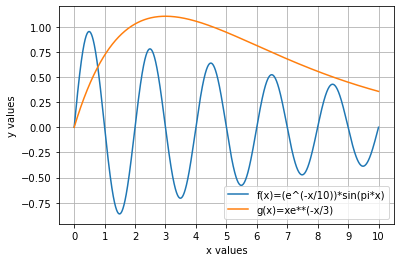 1.00
0.75
0.50
0.25
0.00
−0.25
−0.50
−0.75
y values
0 1 2 3 4 5 6 7 8 9 10
x values
f(x)=(e^(-x/10))*sin(pi*x)
g(x)=xe**(-x/3)